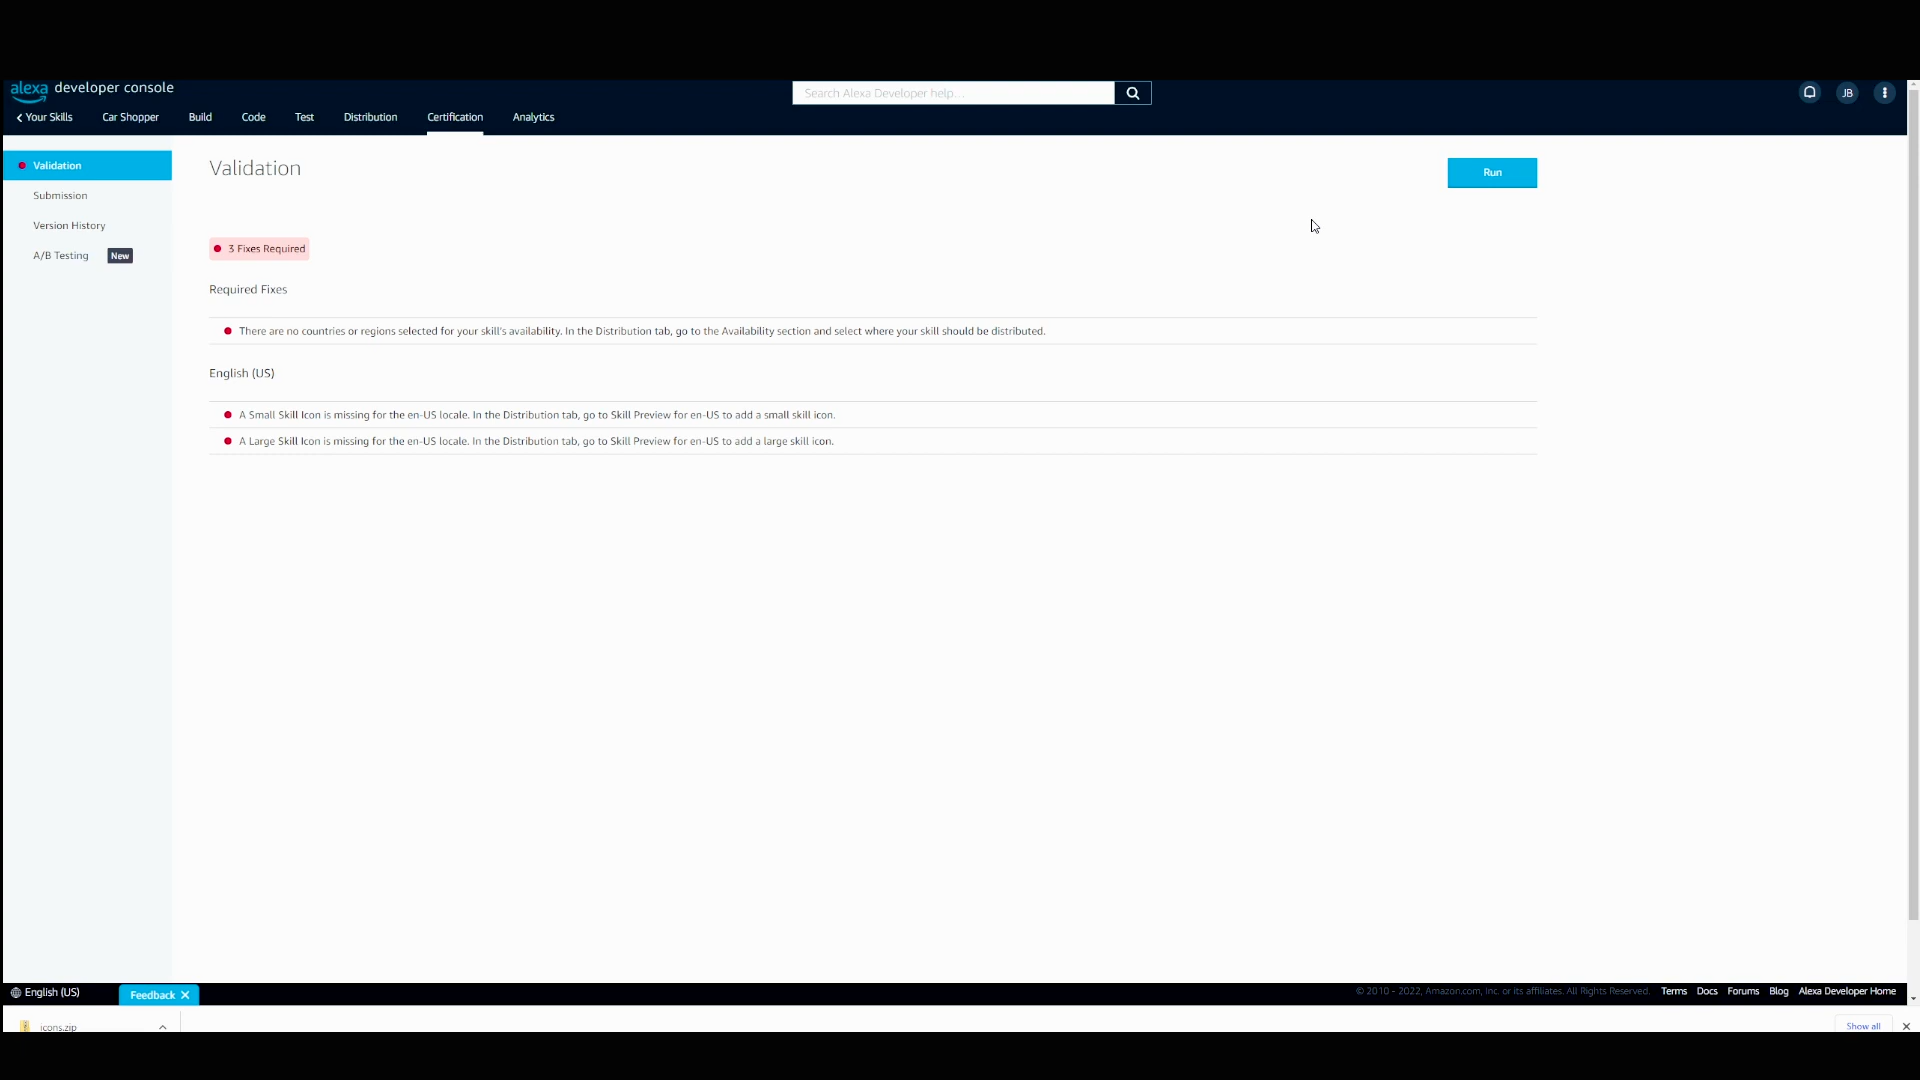 alexa developer console
Search Alexa Developer help...
JB
Your Skills Car Shopper Build Code Test Distribution Certification Analytics
Validation
Submission
Version History
A/B Testing New
Validation
Run
3 Fixes Required
Required Fixes
There are no countries or regions selected for your skill's availability. In the Distribution tab, go to the Availability section and select where your skill should be distributed.
English (US)
A Small Skill Icon is missing for the en-US locale. In the Distribution tab, go to Skill Preview for en-US to add a small skill icon.
A Large Skill Icon is missing for the en-US locale. In the Distribution tab, go to Skill Preview for en-US to add a large skill icon.
English (US)
Feedback
© 2010 - 2022, Amazon.com, Inc. or its affiliates. All Rights Reserved. Terms Docs Forums Blog Alexa Developer Home
icons.zip
Show all